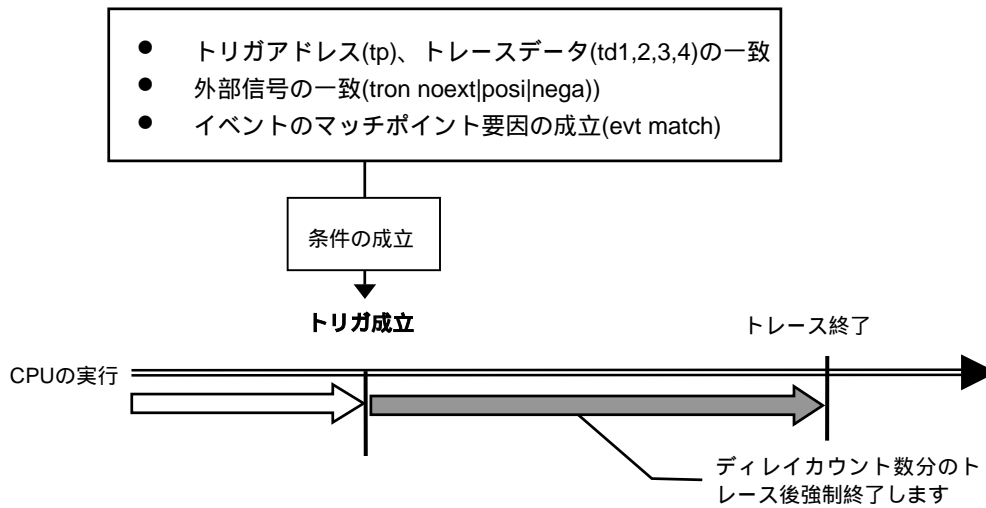 ● トリガアドレス(tp)、トレースデータ(td1,2,3,4)の一致
● 外部信号の一致(tron noext|posi|nega))
● イベントのマッチポイント要因の成立(evt match)
条件の成立
トリガ成立
トレース終了
CPUの実行
ディレイカウント数分のト
レース後強制終了します